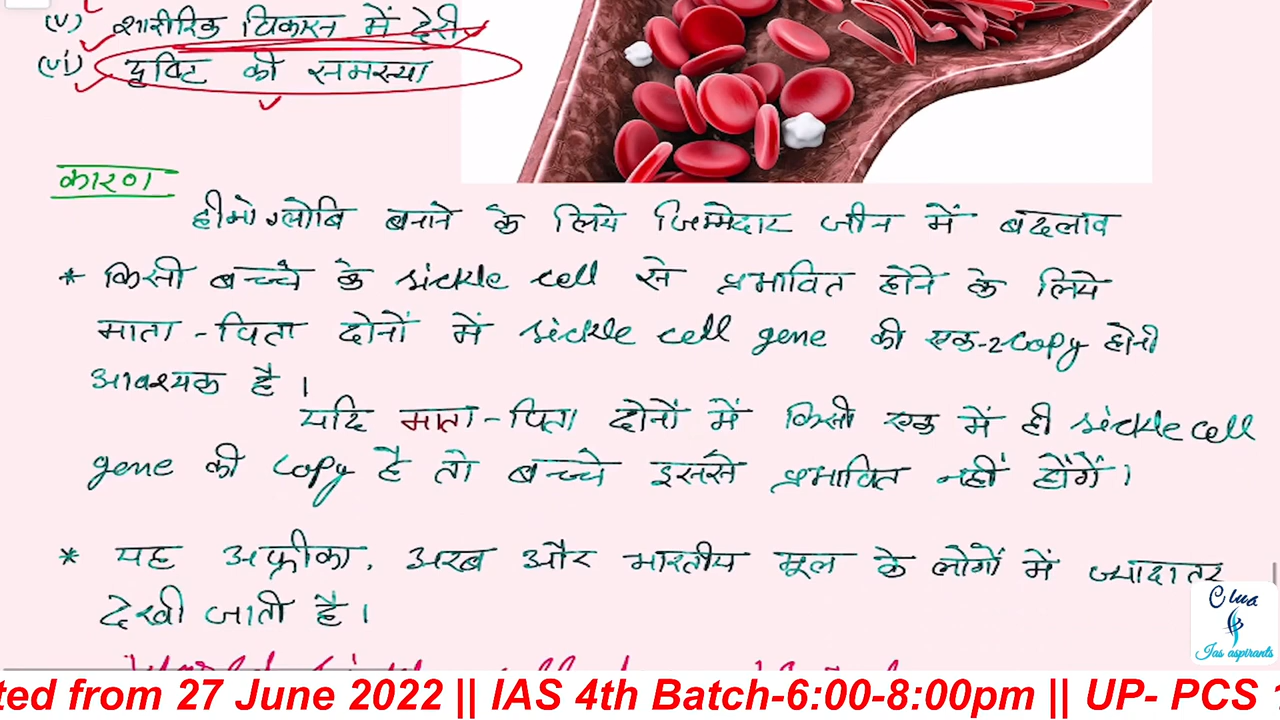 (v) शारीरिक विकास में देरी
(vi) दृष्टि की समस्या
कारण
हीमोग्लोबि बनाने के लिये जिम्मेदार जीन में बदलाव
* किसी बच्चे के sickle cell से प्रभावित होने के लिये
माता-पिता दोनों में sickle cell gene की एक-2 copy होनी
आवश्यक है।
यदि माता-पिता दोनों में किसी एक में ही sickle cell
gene की copy है तो बच्चे इससे प्रभावित नहीं होंगें।
* यह अफ्रीका, अरब और भारतीय मूल के लोगों में ज्यादातर
देखी जाती है।
Clue
Ias aspirants
ted from 27 June 2022 || IAS 4th Batch-6:00-8:00pm || UP- PCS